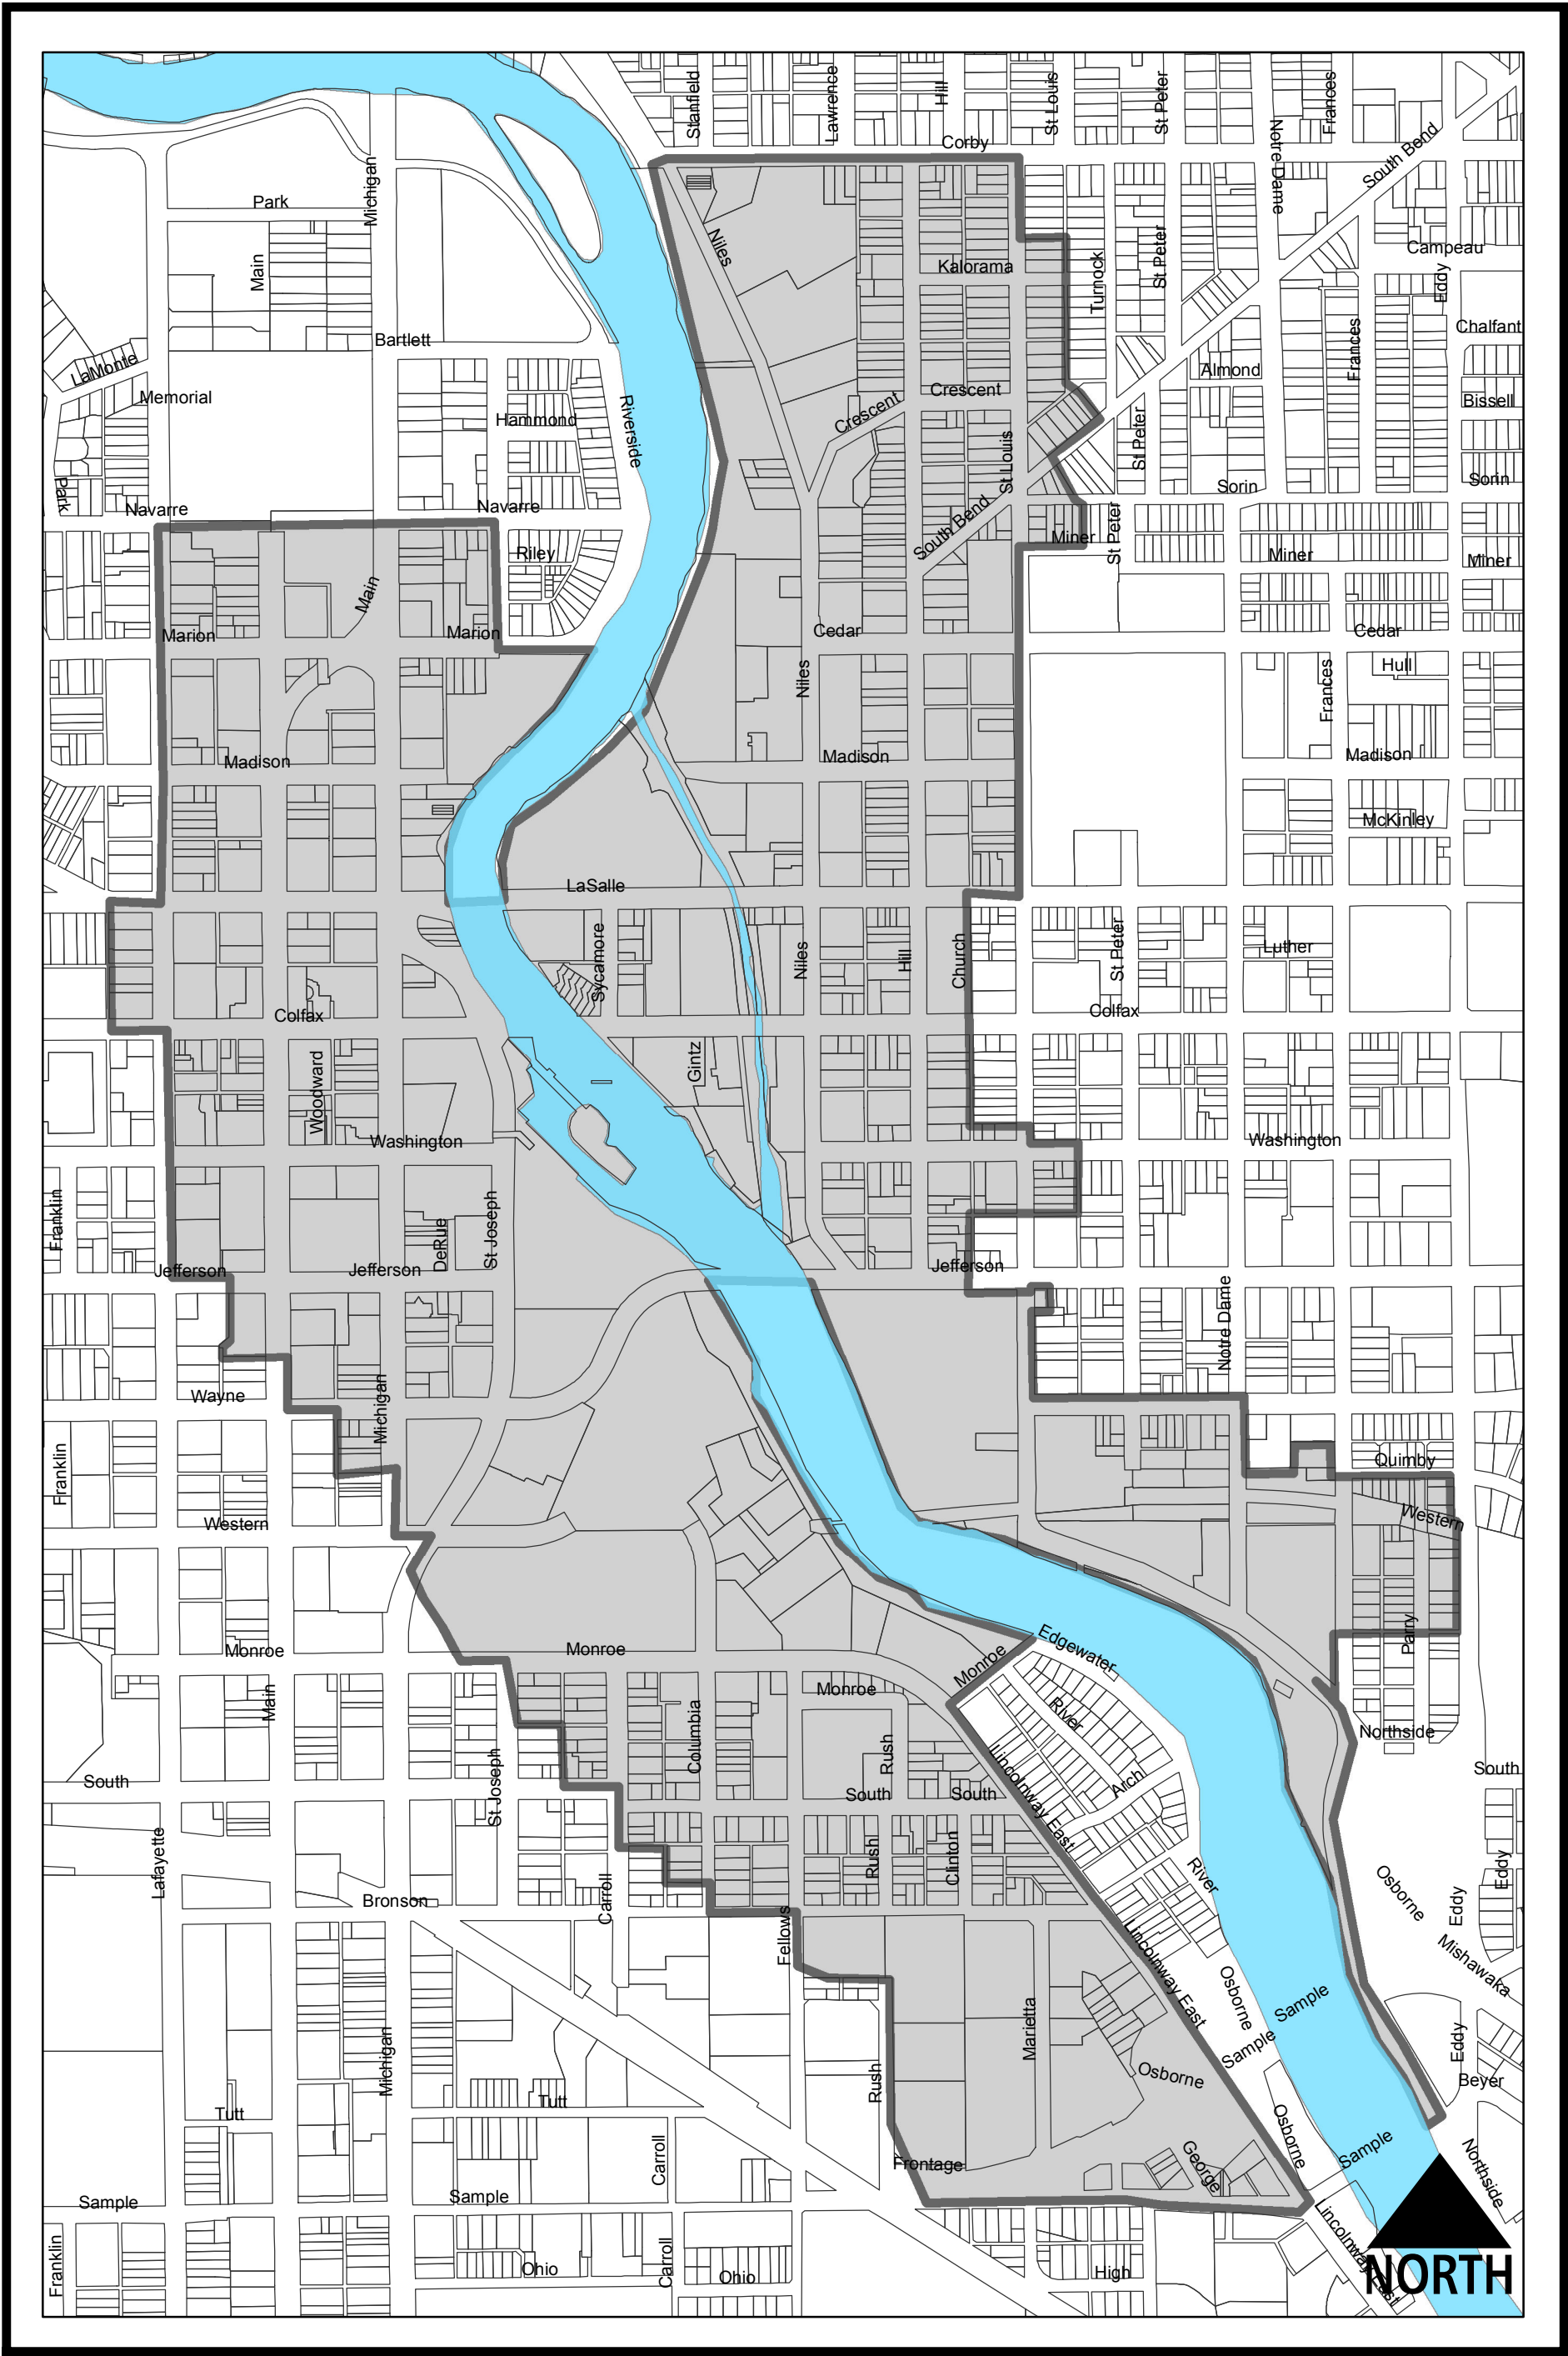 Stanfield
Lawrence
Hill
St Louis
St Peter
Frances
Notre Dame
South Bend
Corby
Park
Michigan
Main
Niles
Kalorama
Turnock
St Peter
Campeau
Eddy
Chalfant
Bartlett
LaMonte
Memorial
Hammond
Riverside
Crescent
Crescent
Almond
Frances
Bissell
Park
Navarre
Navarre
St Louis
St Peter
Sorin
Sorin
South Bend
Riley
Miner
St Peter
Miner
Miner
Main
Marion
Marion
Cedar
Cedar
Hull
Niles
Frances
Madison
Madison
Madison
McKinley
LaSalle
Sycamore
Niles
Hill
Church
St Peter
Luther
Colfax
Colfax
Woodward
Gintz
Washington
Washington
Franklin
DeRue
St Joseph
Jefferson
Jefferson
Jefferson
Notre Dame
Wayne
Michigan
Franklin
Quimby
Western
Western
Monroe
Monroe
Edgewater
Parry
Monroe
Monroe
Main
Columbia
River
Northside
St Joseph
Rush
Lincolnway East
Arch
South
South
South
South
Lafayette
Rush
Clinton
River
Osborne
Eddy
Eddy
Bronson
Carroll
Fellows
Lincolnway East
Mishawaka
Osborne
Sample
Sample
Michigan
Marietta
Eddy
Beyer
Tutt
Tutt
Rush
Osborne
Osborne
Sample
Carroll
Frontage
George
Northside
Sample
Sample
Lincolnway East
Franklin
Ohio
Carroll
Ohio
High
NORTH